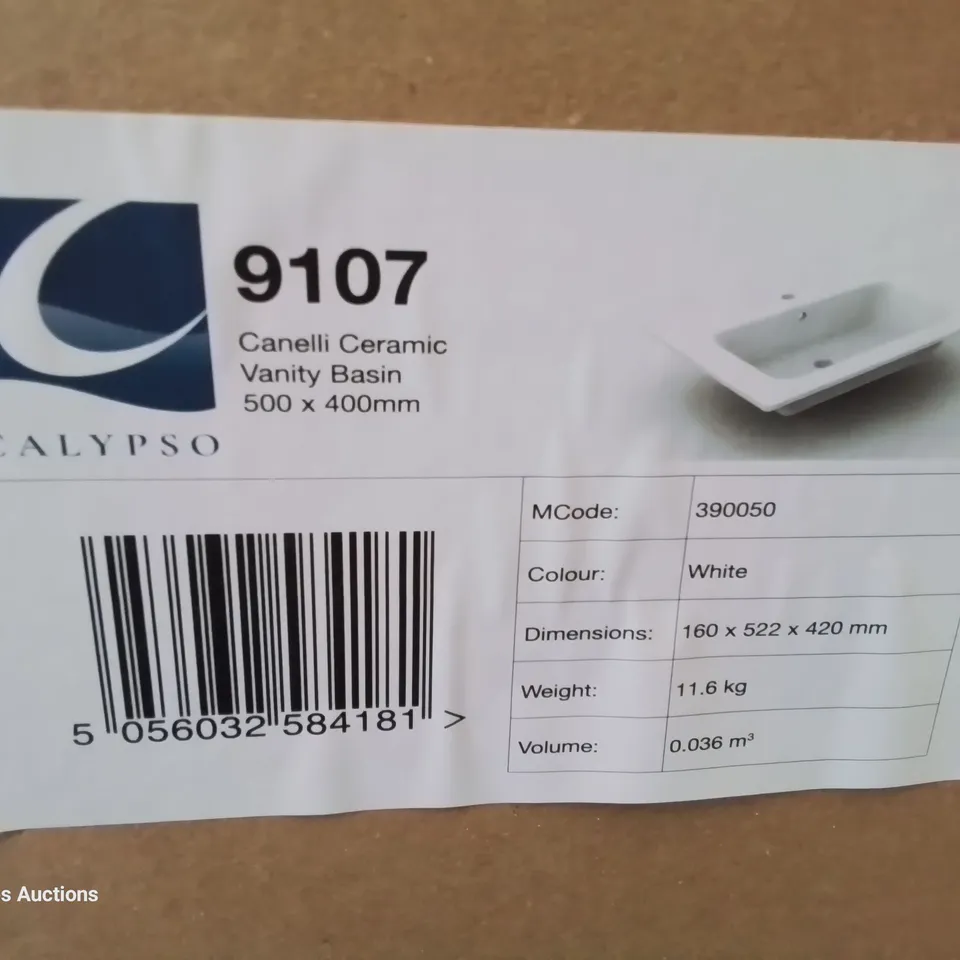 9107
Canelli Ceramic
Vanity Basin
500 x 400mm
CALYPSO
MCode: 390050
Colour: White
Dimensions: 160 x 522 x 420 mm
Weight: 11.6 kg
Volume: 0.036 m³
5 056032 584181 >
s Auctions